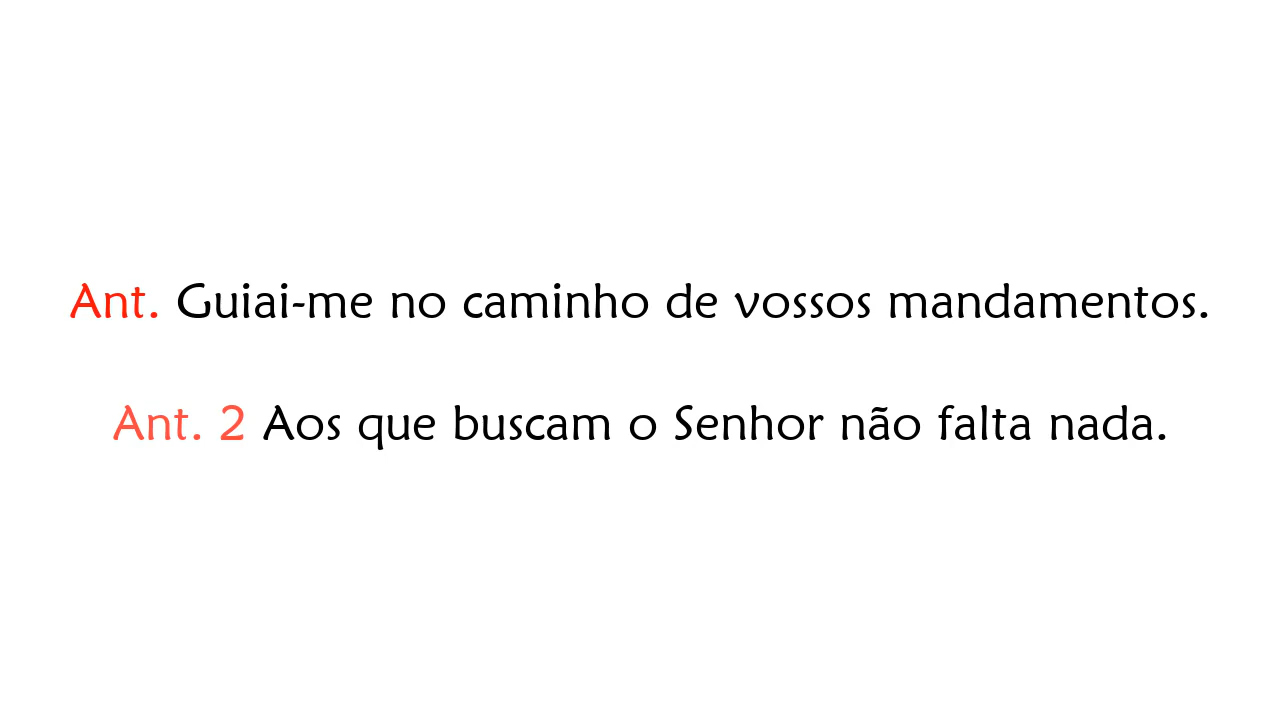 Ant. Guiai-me no caminho de vossos mandamentos.
Ant. 2 Aos que buscam o Senhor não falta nada.